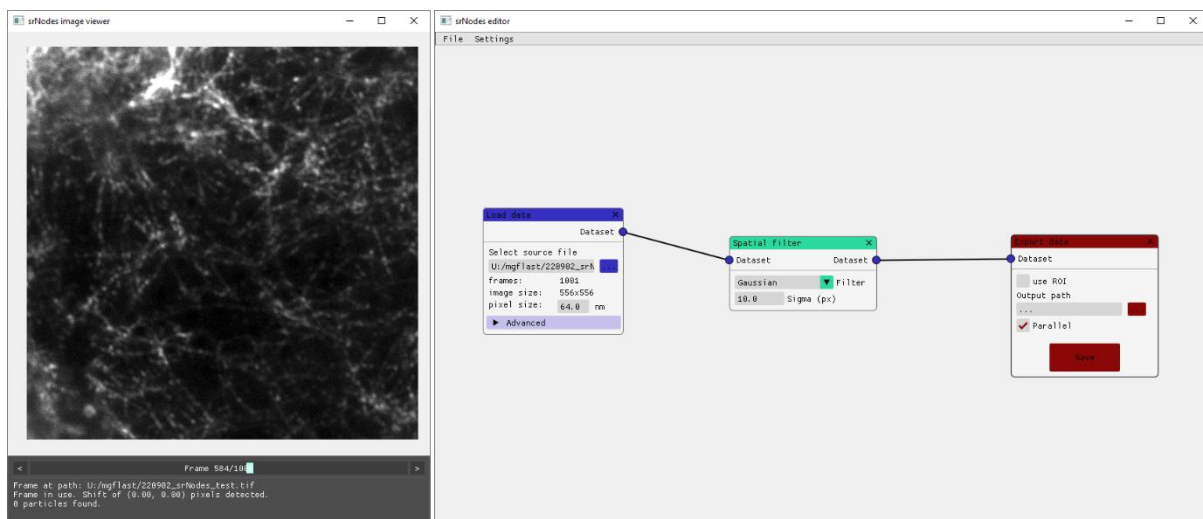 srNodes image viewer
Frame 584/100
Frame at path: U:/mgflast/220902_srNodes_test.tif
Frame in use. Shift of (0.00, 0.00) pixels detected.
0 particles found.
srNodes editor
File Settings
Load data
Dataset
Select source file
U:/mgflast/220902_srN
...
frames: 1001
image size: 556x556
pixel size: 64.0 nm
Advanced
Spatial filter
Dataset Dataset
Gaussian Filter
10.0 Sigma (px)
Export data
Dataset
use ROI
Output path
...
Parallel
Save